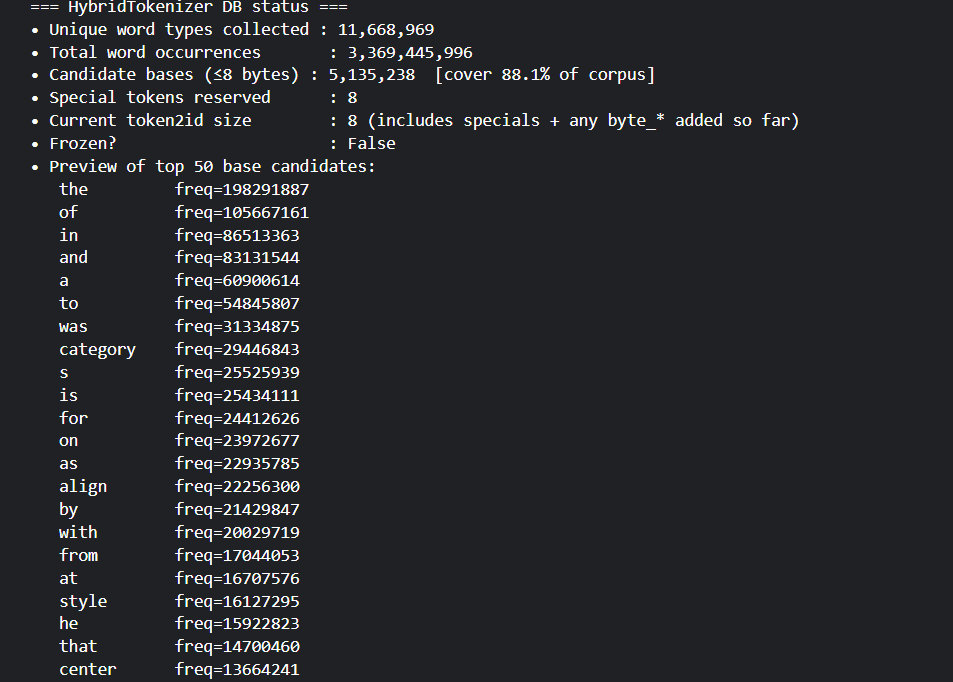 === HybridTokenizer DB status ===
• Unique word types collected : 11,668,969
• Total word occurrences : 3,369,445,996
• Candidate bases (≤8 bytes) : 5,135,238 [cover 88.1% of corpus]
• Special tokens reserved : 8
• Current token2id size : 8 (includes specials + any byte_* added so far)
• Frozen? : False
• Preview of top 50 base candidates:
the freq=198291887
of freq=105667161
in freq=86513363
and freq=83131544
a freq=60900614
to freq=54845807
was freq=31334875
category freq=29446843
s freq=25525939
is freq=25434111
for freq=24412626
on freq=23972677
as freq=22935785
align freq=22256300
by freq=21429847
with freq=20029719
from freq=17044053
at freq=16707576
style freq=16127295
he freq=15922823
that freq=14700460
center freq=13664241